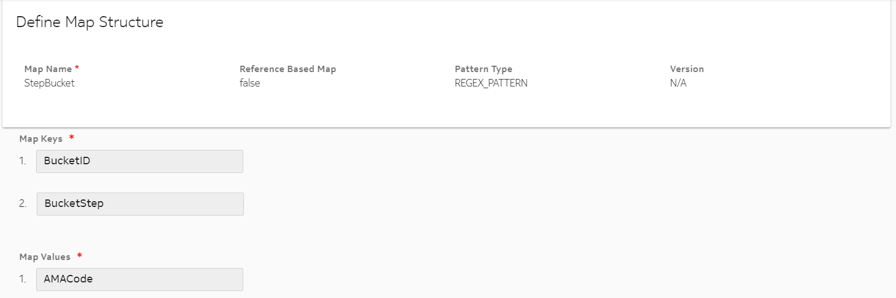 Define Map Structure
Map Name * Reference Based Map Pattern Type Version
StepBucket false REGEX_PATTERN N/A
Map Keys *
1. BucketID
2. BucketStep
Map Values *
1. AMACode